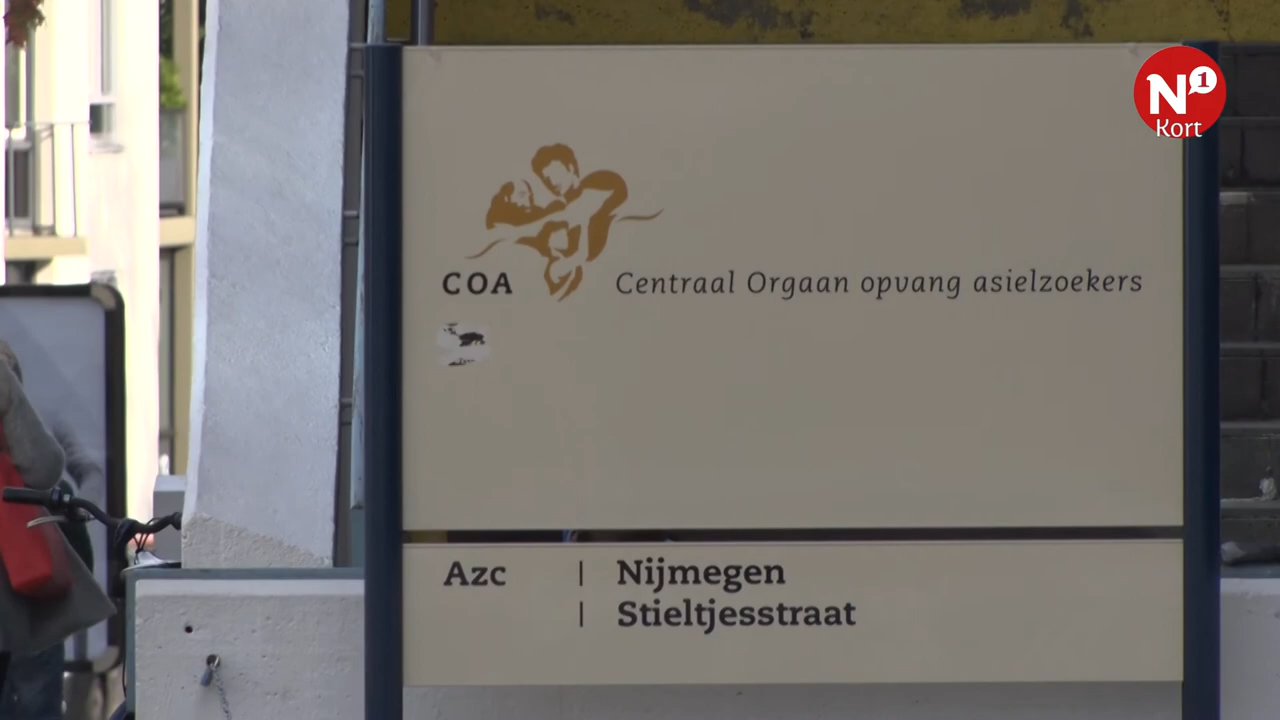 N1
Kort
COA Centraal Orgaan opvang asielzoekers
Azc | Nijmegen
| Stieltjesstraat